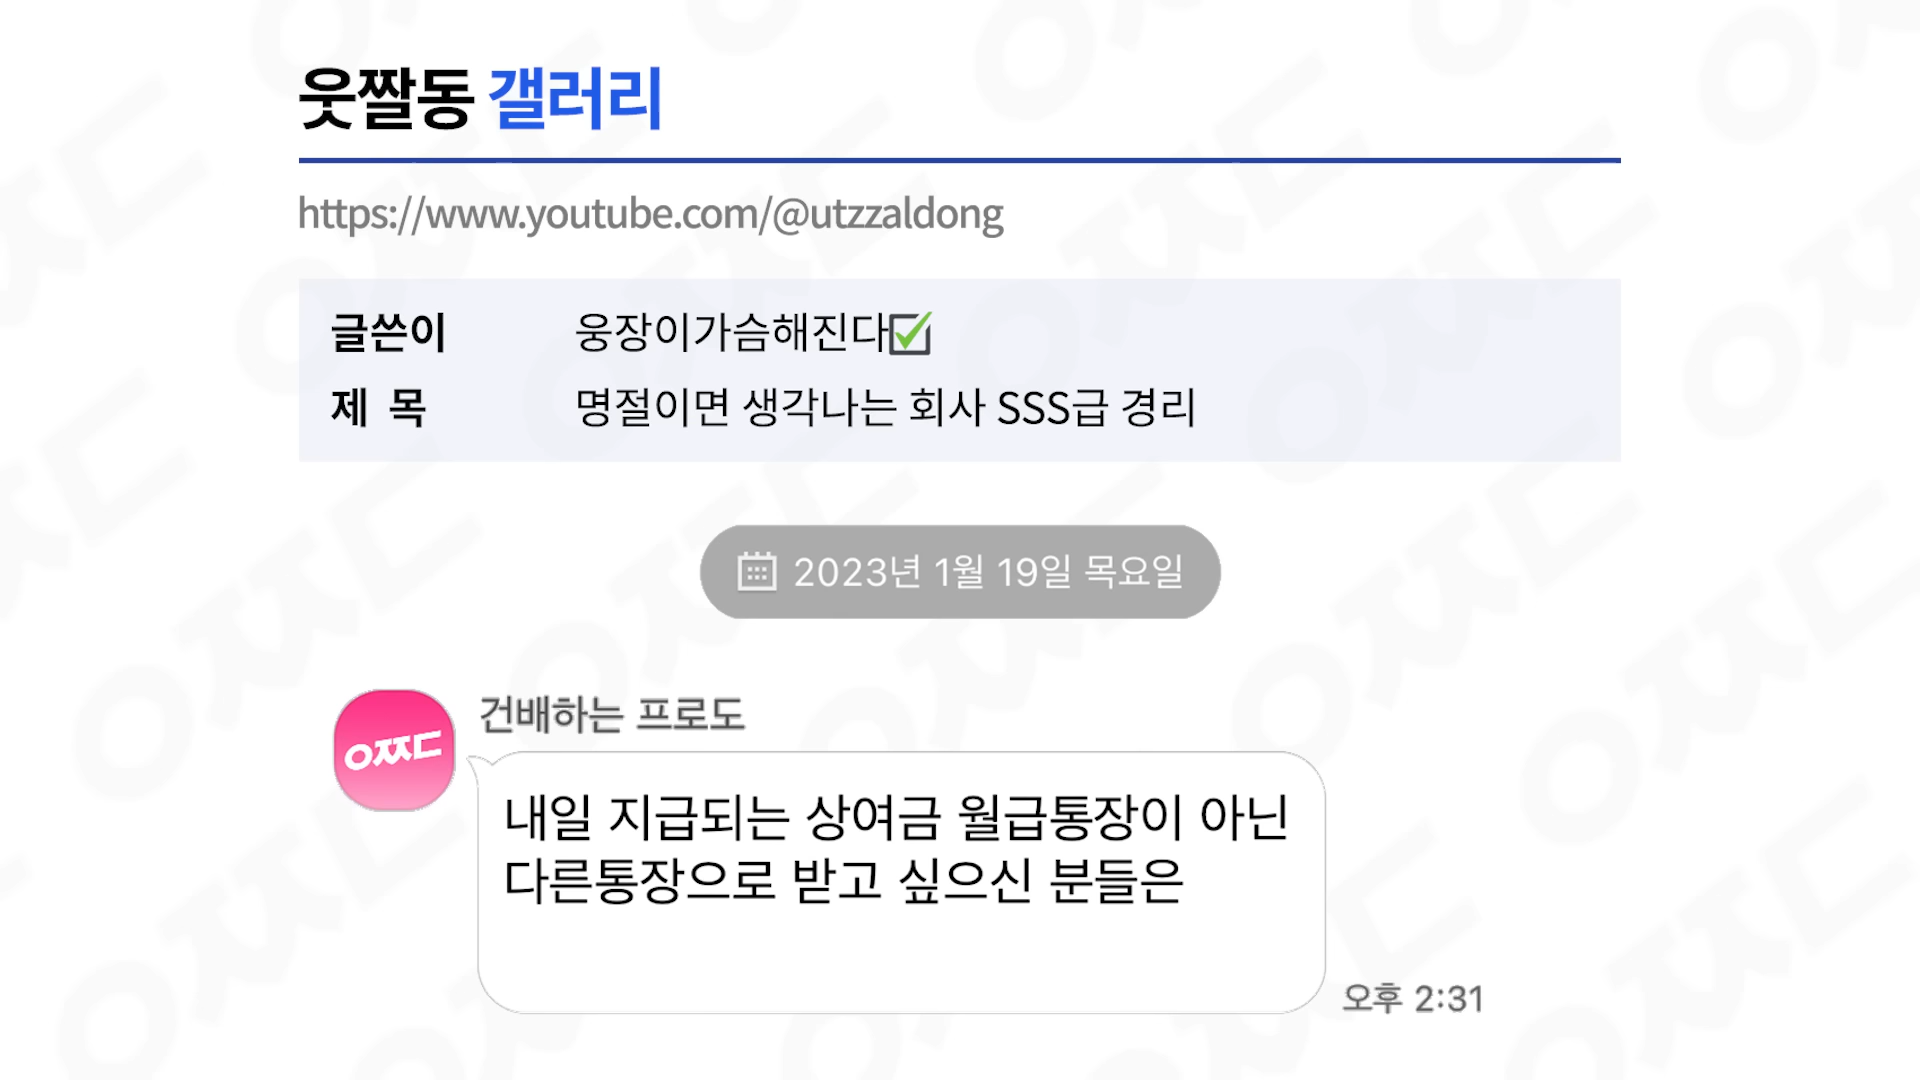 웃짤동 갤러리
https://www.youtube.com/@utzzaldong
글쓴이 웅장이가슴해진다✅
제 목 명절이면 생각나는 회사 SSS급 경리
2023년 1월 19일 목요일
ㅇㅉㄷ
건배하는 프로도
내일 지급되는 상여금 월급통장이 아닌
다른통장으로 받고 싶으신 분들은
오후 2:31